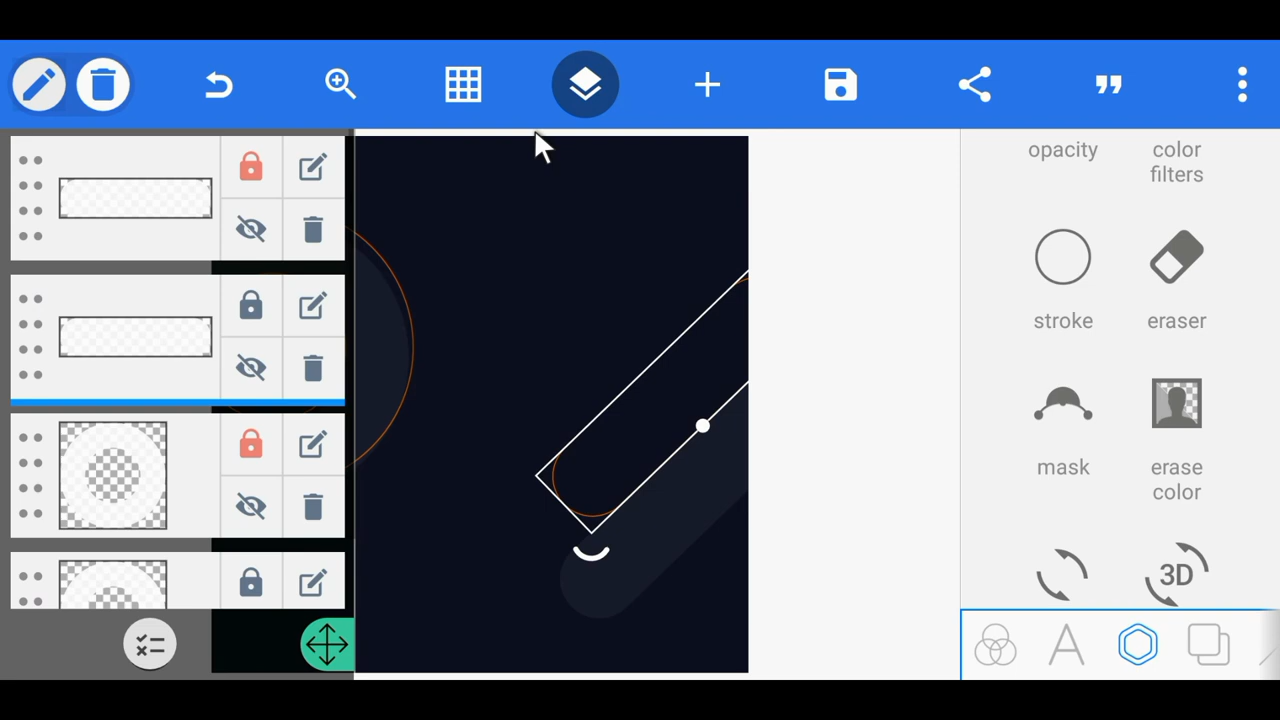 opacity
color
filters
stroke
eraser
mask
erase
color
3D